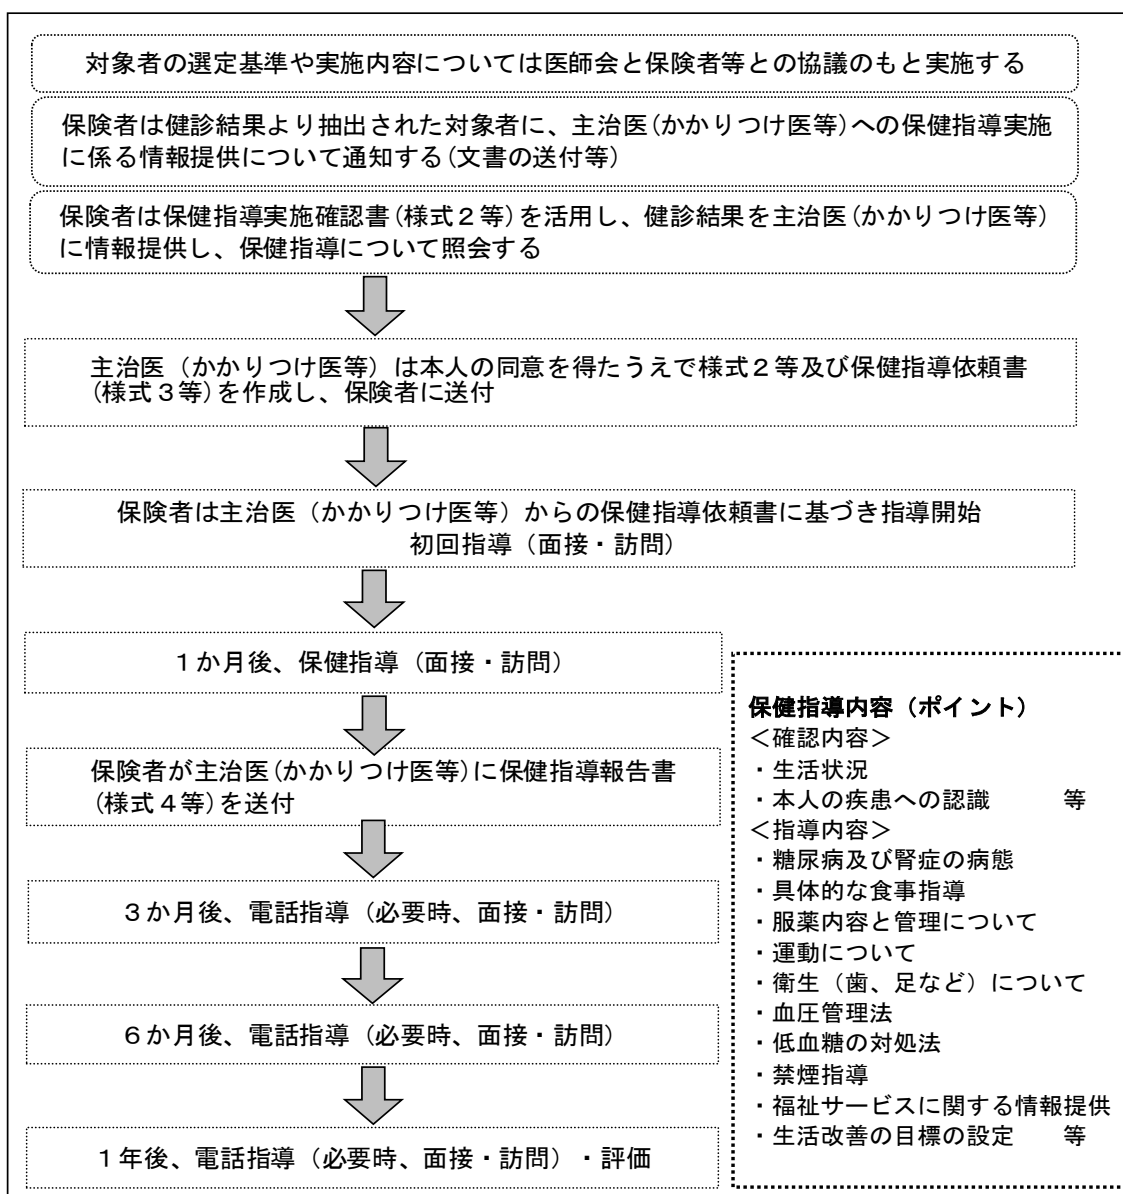 対象者の選定基準や実施内容については医師会と保険者等との協議のもと実施する
保険者は健診結果より抽出された対象者に、主治医(かかりつけ医等)への保健指導実施
に係る情報提供について通知する(文書の送付等)
保険者は保健指導実施確認書(様式２等)を活用し、健診結果を主治医(かかりつけ医等)
に情報提供し、保健指導について照会する
主治医（かかりつけ医等）は本人の同意を得たうえで様式２等及び保健指導依頼書
(様式３等)を作成し、保険者に送付
保険者は主治医（かかりつけ医等）からの保健指導依頼書に基づき指導開始
初回指導（面接・訪問）
１か月後、保健指導（面接・訪問）
保険者が主治医(かかりつけ医等)に保健指導報告書
(様式４等)を送付
３か月後、電話指導（必要時、面接・訪問）
６か月後、電話指導（必要時、面接・訪問）
１年後、電話指導（必要時、面接・訪問）・評価
保健指導内容（ポイント）
＜確認内容＞
・生活状況
・本人の疾患への認識　　　等
＜指導内容＞
・糖尿病及び腎症の病態
・具体的な食事指導
・服薬内容と管理について
・運動について
・衛生（歯、足など）について
・血圧管理法
・低血糖の対処法
・禁煙指導
・福祉サービスに関する情報提供
・生活改善の目標の設定　　等